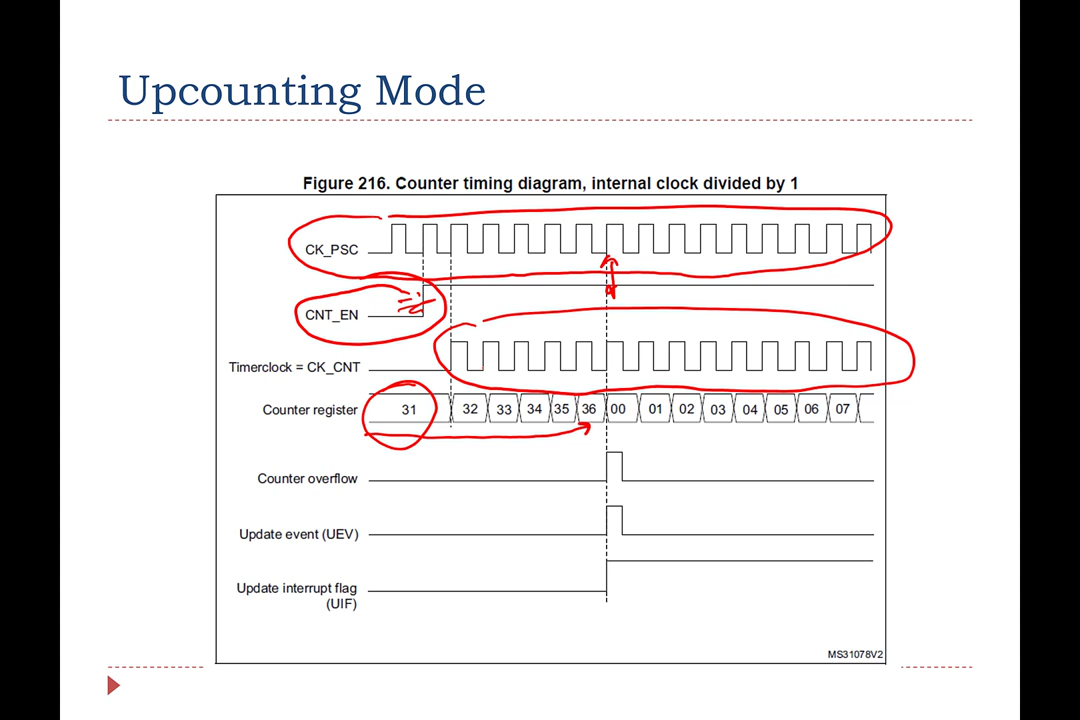 Upcounting Mode
Figure 216. Counter timing diagram, internal clock divided by 1
CK_PSC
CNT_EN
Timerclock = CK_CNT
Counter register 31 32 33 34 35 36 00 01 02 03 04 05 06 07
Counter overflow
Update event (UEV)
Update interrupt flag
(UIF)
MS31078V2